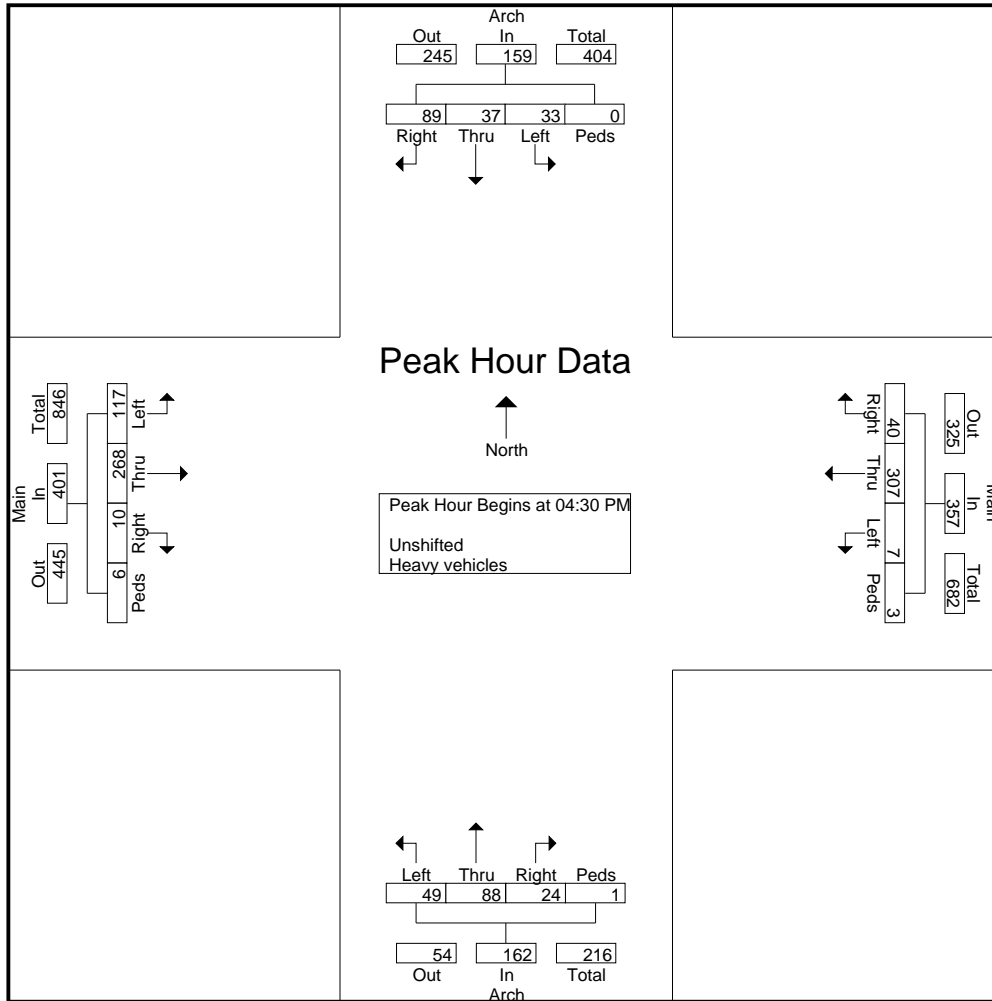 Arch
Out In Total
245 159 404
89 37 33 0
Right Thru Left Peds
Peak Hour Data
North
Peak Hour Begins at 04:30 PM
Unshifted
Heavy vehicles
Main
Total In Out
846 401 445
117 268 10 6
Left Thru Right Peds
Main
Out In Total
325 357 682
40 307 7 3
Right Thru Left Peds
Left Thru Right Peds
49 88 24 1
54 162 216
Out In Total
Arch